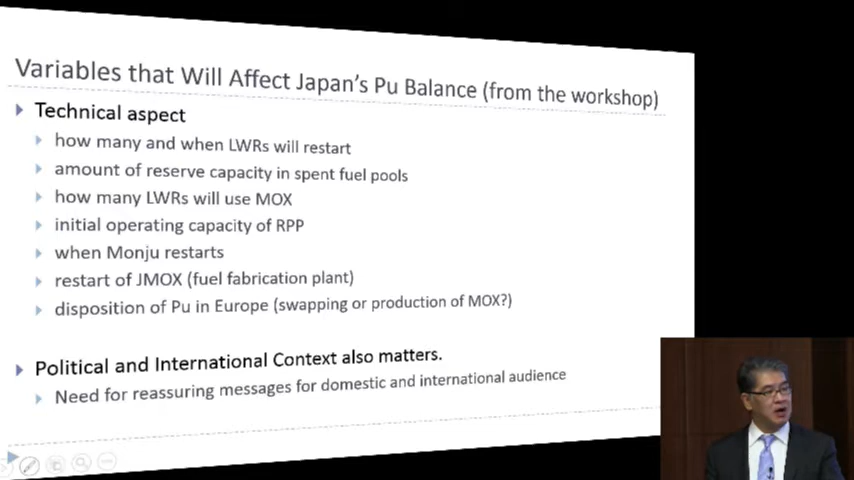 Variables that Will Affect Japan's Pu Balance (from the workshop)
Technical aspect
how many and when LWRs will restart
amount of reserve capacity in spent fuel pools
how many LWRs will use MOX
initial operating capacity of RPP
when Monju restarts
restart of JMOX (fuel fabrication plant)
disposition of Pu in Europe (swapping or production of MOX?)
Political and International Context also matters.
Need for reassuring messages for domestic and international audience